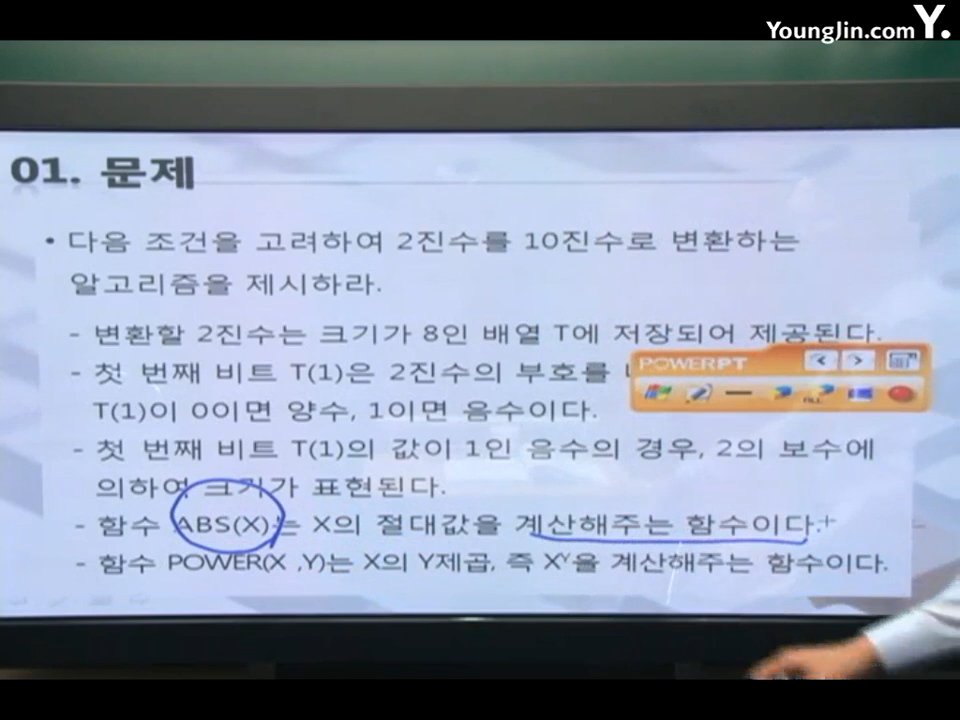 YoungJin.com Y.
01. 문제
• 다음 조건을 고려하여 2진수를 10진수로 변환하는
알고리즘을 제시하라.
- 변환할 2진수는 크기가 8인 배열 T에 저장되어 제공된다.
- 첫 번째 비트 T(1)은 2진수의 부호를
POWERPT
T(1)이 0이면 양수, 1이면 음수이다.
- 첫 번째 비트 T(1)의 값이 1인 음수의 경우, 2의 보수에
의하여 크기가 표현된다.
- 함수 ABS(X)는 X의 절대값을 계산해주는 함수이다.
- 함수 POWER(X ,Y)는 X의 Y제곱, 즉 X^Y을 계산해주는 함수이다.